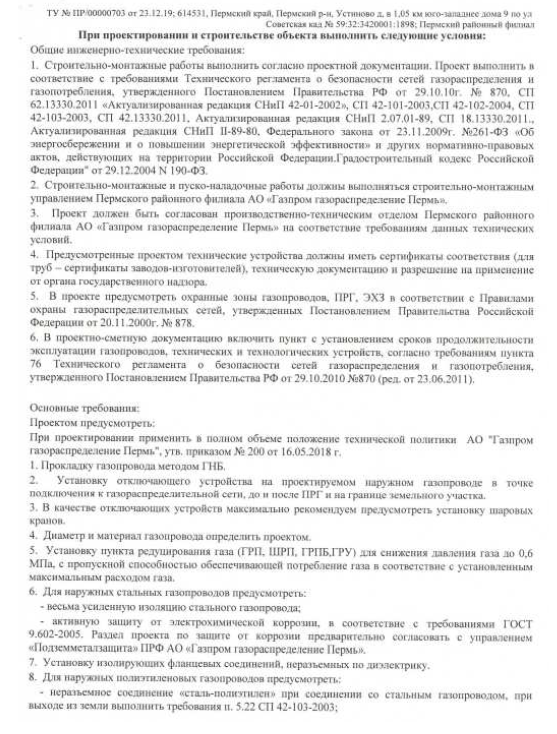 ТУ № ПР/00000703 от 23.12.19; 614531, Пермский край, Пермский р-н, Устиново д, в 1,05 км юго-западнее дома 9 по ул
Советская кад № 59:32:3420001:1898; Пермский районный филиал
При проектировании и строительстве объекта выполнить следующие условия:
Общие инженерно-технические требования:
1. Строительно-монтажные работы выполнить согласно проектной документации. Проект выполнить в
соответствие с требованиями Технического регламента о безопасности сетей газораспределения и
газопотребления, утвержденного Постановлением Правительства РФ от 29.10.10г. № 870, СП
62.13330.2011 «Актуализированная редакция СНиП 42-01-2002», СП 42-101-2003,СП 42-102-2004, СП
42-103-2003, СП 42.13330.2011, Актуализированная редакция СНиП 2.07.01-89, СП 18.13330.2011.,
Актуализированная редакция СНиП II-89-80, Федерального закона от 23.11.2009г. №261-ФЗ «Об
энергосбережении и о повышении энергетической эффективности» и других нормативно-правовых
актов, действующих на территории Российской Федерации.Градостроительный кодекс Российской
Федерации" от 29.12.2004 N 190-ФЗ.
2. Строительно-монтажные и пуско-наладочные работы должны выполняться строительно-монтажным
управлением Пермского районного филиала АО «Газпром газораспределение Пермь».
3. Проект должен быть согласован производственно-техническим отделом Пермского районного
филиала АО «Газпром газораспределение Пермь» на соответствие требованиям данных технических
условий.
4. Предусмотренные проектом технические устройства должны иметь сертификаты соответствия (для
труб – сертификаты заводов-изготовителей), техническую документацию и разрешение на применение
от органа государственного надзора.
5. В проекте предусмотреть охранные зоны газопроводов, ПРГ, ЭХЗ в соответствии с Правилами
охраны газораспределительных сетей, утвержденных Постановлением Правительства Российской
Федерации от 20.11.2000г. № 878.
6. В проектно-сметную документацию включить пункт с установлением сроков продолжительности
эксплуатации газопроводов, технических и технологических устройств, согласно требованиям пункта
76 Технического регламента о безопасности сетей газораспределения и газопотребления,
утвержденного Постановлением Правительства РФ от 29.10.2010 №870 (ред. от 23.06.2011).
Основные требования:
Проектом предусмотреть:
При проектировании применить в полном объеме положение технической политики АО "Газпром
газораспределение Пермь", утв. приказом № 200 от 16.05.2018 г.
1. Прокладку газопровода методом ГНБ.
2. Установку отключающего устройства на проектируемом наружном газопроводе в точке
подключения к газораспределительной сети, до и после ПРГ и на границе земельного участка.
3. В качестве отключающих устройств максимально рекомендуем предусмотреть установку шаровых
кранов.
4. Диаметр и материал газопровода определить проектом.
5. Установку пункта редуцирования газа (ГРП, ШРП, ГРПБ,ГРУ) для снижения давления газа до 0,6
МПа, с пропускной способностью обеспечивающей потребление газа в соответствие с установленным
максимальным расходом газа.
6. Для наружных стальных газопроводов предусмотреть:
- весьма усиленную изоляцию стального газопровода;
- активную защиту от электрохимической коррозии, в соответствие с требованиями ГОСТ
9.602-2005. Раздел проекта по защите от коррозии предварительно согласовать с управлением
«Подземметаллзащита» ПРФ АО «Газпром газораспределение Пермь».
7. Установку изолирующих фланцевых соединений, неразъемных по диэлектрику.
8. Для наружных полиэтиленовых газопроводов предусмотреть:
- неразъемное соединение «сталь-полиэтилен» при соединении со стальным газопроводом, при
выходе из земли выполнить требования п. 5.22 СП 42-103-2003;